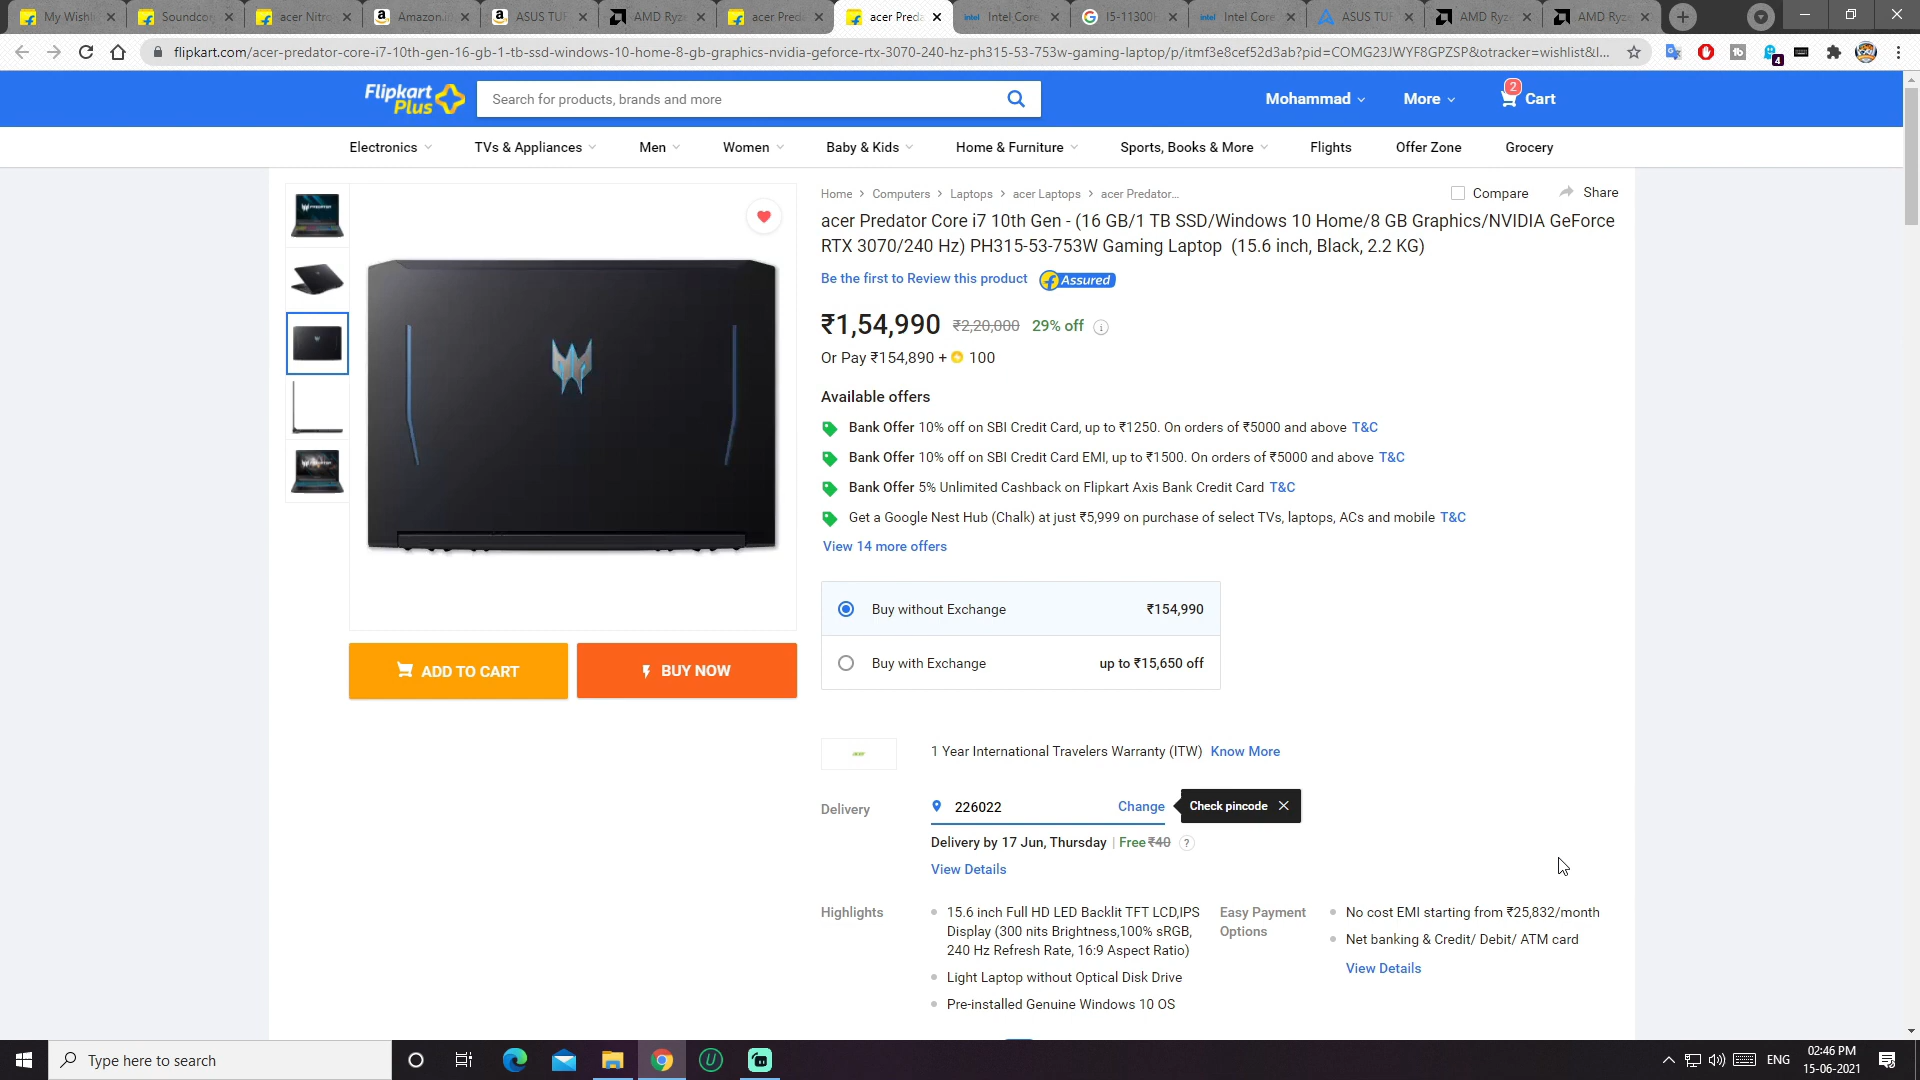 My Wishl
Soundco
acer Nitro
Amazon.i
ASUS TUF
AMD Ryz
acer Pred
acer Preda
Intel Core
I5-11300
Intel Core
ASUS TUF
AMD Ryz
AMD Ryz
flipkart.com/acer-predator-core-i7-10th-gen-16-gb-1-tb-ssd-windows-10-home-8-gb-graphics-nvidia-geforce-rtx-3070-240-hz-ph315-53-753w-gaming-laptop/p/itmf3e8cef52d3ab?pid=COMG23JWYF8GPZSP&otracker=wishlist&l...
4
Flipkart
Plus
Search for products, brands and more
Mohammad
More
2
Cart
Electronics
TVs & Appliances
Men
Women
Baby & Kids
Home & Furniture
Sports, Books & More
Flights
Offer Zone
Grocery
Home > Computers > Laptops > acer Laptops > acer Predator...
Compare
Share
acer Predator Core i7 10th Gen - (16 GB/1 TB SSD/Windows 10 Home/8 GB Graphics/NVIDIA GeForce
RTX 3070/240 Hz) PH315-53-753W Gaming Laptop (15.6 inch, Black, 2.2 KG)
Be the first to Review this product
Assured
₹1,54,990 ₹2,20,000 29% off
Or Pay ₹154,890 + 100
Available offers
Bank Offer 10% off on SBI Credit Card, up to ₹1250. On orders of ₹5000 and above T&C
Bank Offer 10% off on SBI Credit Card EMI, up to ₹1500. On orders of ₹5000 and above T&C
Bank Offer 5% Unlimited Cashback on Flipkart Axis Bank Credit Card T&C
Get a Google Nest Hub (Chalk) at just ₹5,999 on purchase of select TVs, laptops, ACs and mobile T&C
View 14 more offers
Buy without Exchange ₹154,990
Buy with Exchange up to ₹15,650 off
ADD TO CART
BUY NOW
acer
1 Year International Travelers Warranty (ITW) Know More
Delivery
226022
Change
Check pincode
Delivery by 17 Jun, Thursday | Free ₹40 ?
View Details
Highlights
15.6 inch Full HD LED Backlit TFT LCD,IPS
Display (300 nits Brightness,100% sRGB,
240 Hz Refresh Rate, 16:9 Aspect Ratio)
Light Laptop without Optical Disk Drive
Pre-installed Genuine Windows 10 OS
Easy Payment
Options
No cost EMI starting from ₹25,832/month
Net banking & Credit/ Debit/ ATM card
View Details
Type here to search
ENG
02:46 PM
15-06-2021